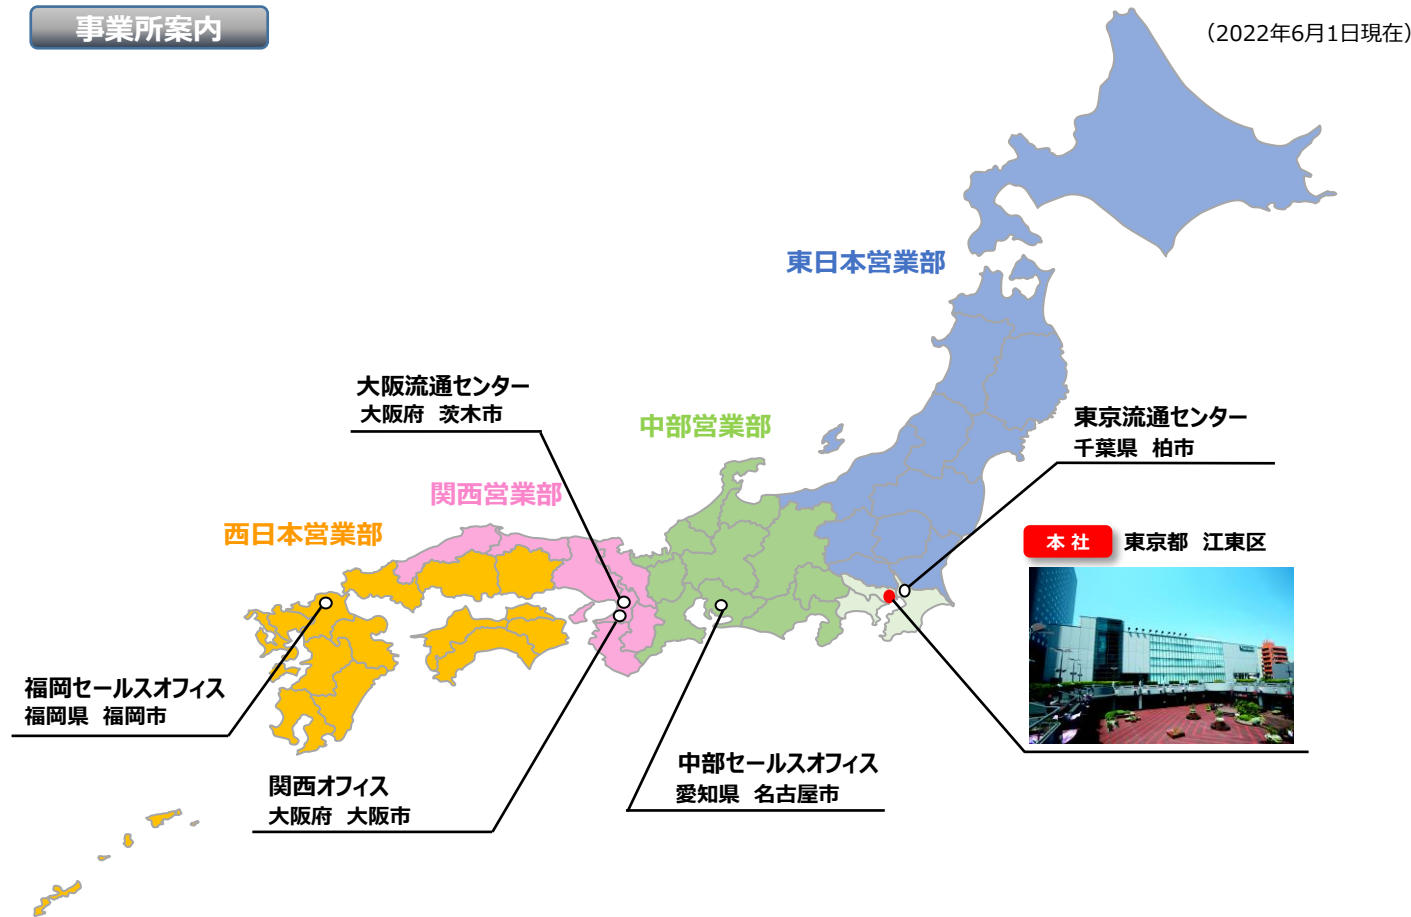 事業所案内
（2022年6月1日現在）
東日本営業部
大阪流通センター
大阪府 茨木市
中部営業部
東京流通センター
千葉県 柏市
関西営業部
西日本営業部
本社 東京都 江東区
福岡セールスオフィス
福岡県 福岡市
中部セールスオフィス
愛知県 名古屋市
関西オフィス
大阪府 大阪市